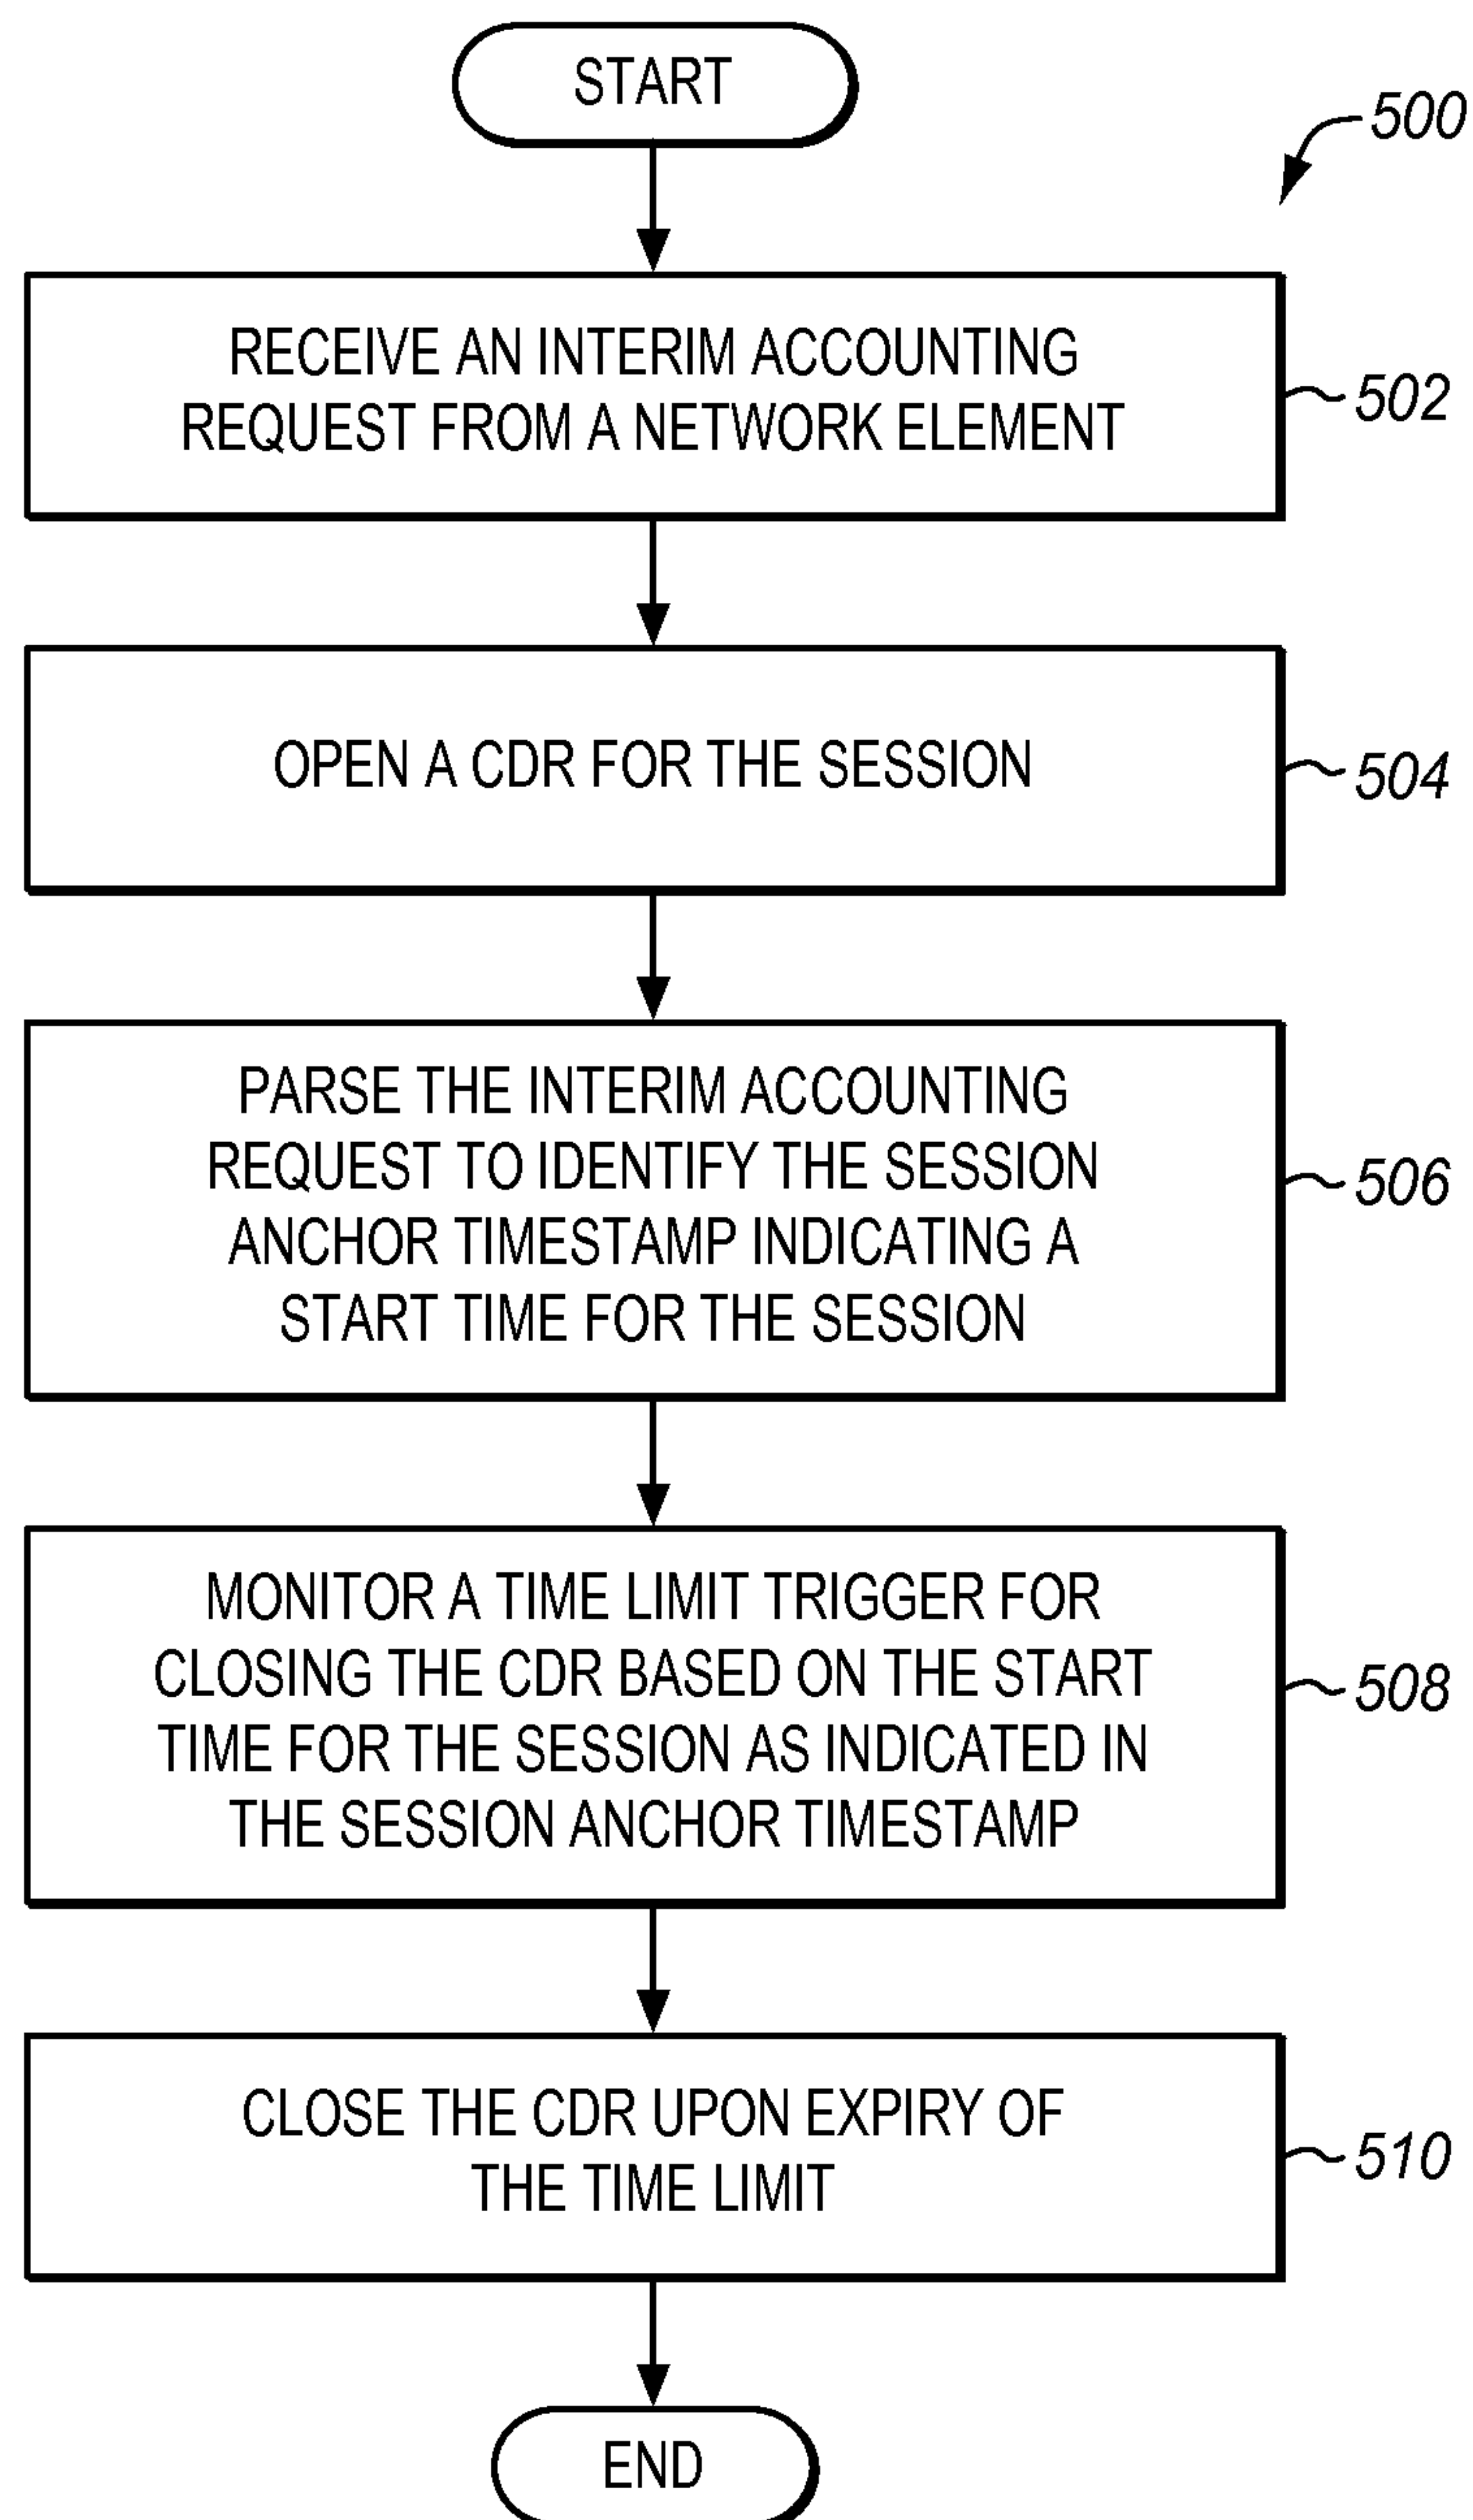 START
500
RECEIVE AN INTERIM ACCOUNTING
REQUEST FROM A NETWORK ELEMENT
502
OPEN A CDR FOR THE SESSION
504
PARSE THE INTERIM ACCOUNTING
REQUEST TO IDENTIFY THE SESSION
ANCHOR TIMESTAMP INDICATING A
START TIME FOR THE SESSION
506
MONITOR A TIME LIMIT TRIGGER FOR
CLOSING THE CDR BASED ON THE START
TIME FOR THE SESSION AS INDICATED IN
THE SESSION ANCHOR TIMESTAMP
508
CLOSE THE CDR UPON EXPIRY OF
THE TIME LIMIT
510
END